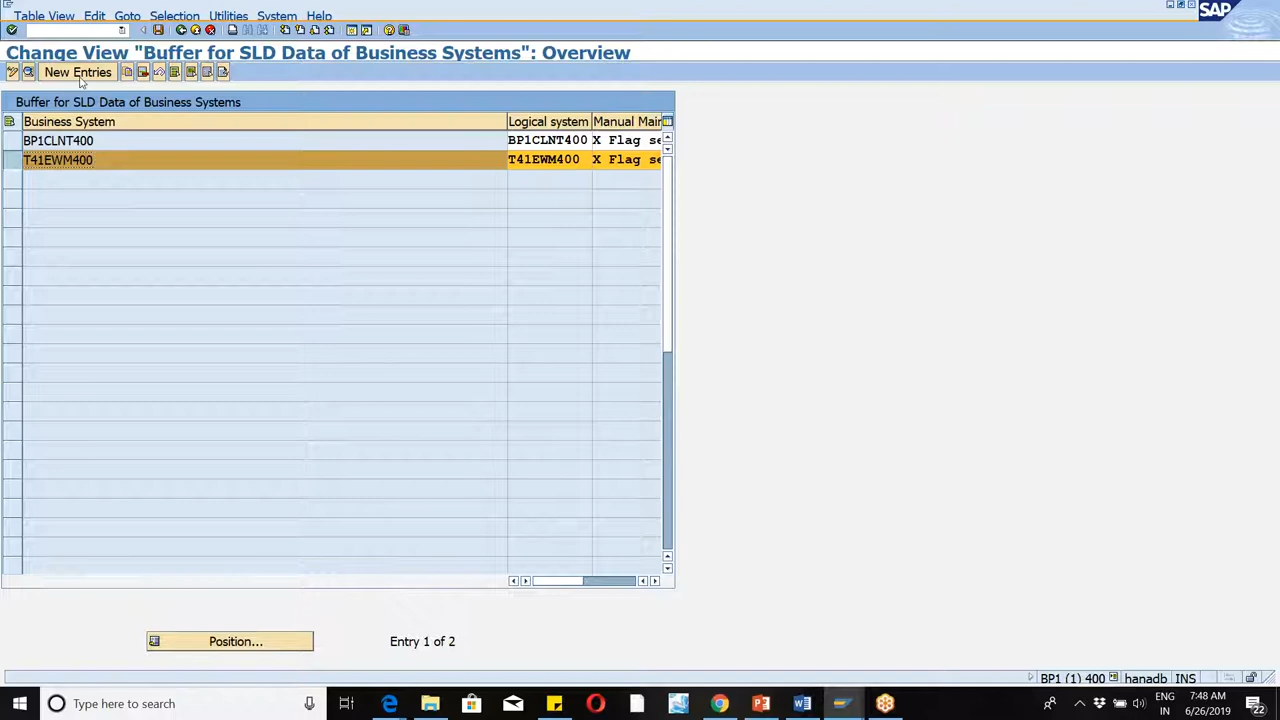 Table View Edit Goto Selection Utilities System Help
SAP
Change View "Buffer for SLD Data of Business Systems": Overview
New Entries
Buffer for SLD Data of Business Systems
Business System Logical system Manual Mair
BP1CLNT400 BP1CLNT400 X Flag se
T41EWM400 T41EWM400 X Flag se
Position... Entry 1 of 2
BP1 (1) 400 hanadb INS
Type here to search
ENG 7:48 AM
IN 6/26/2019 22